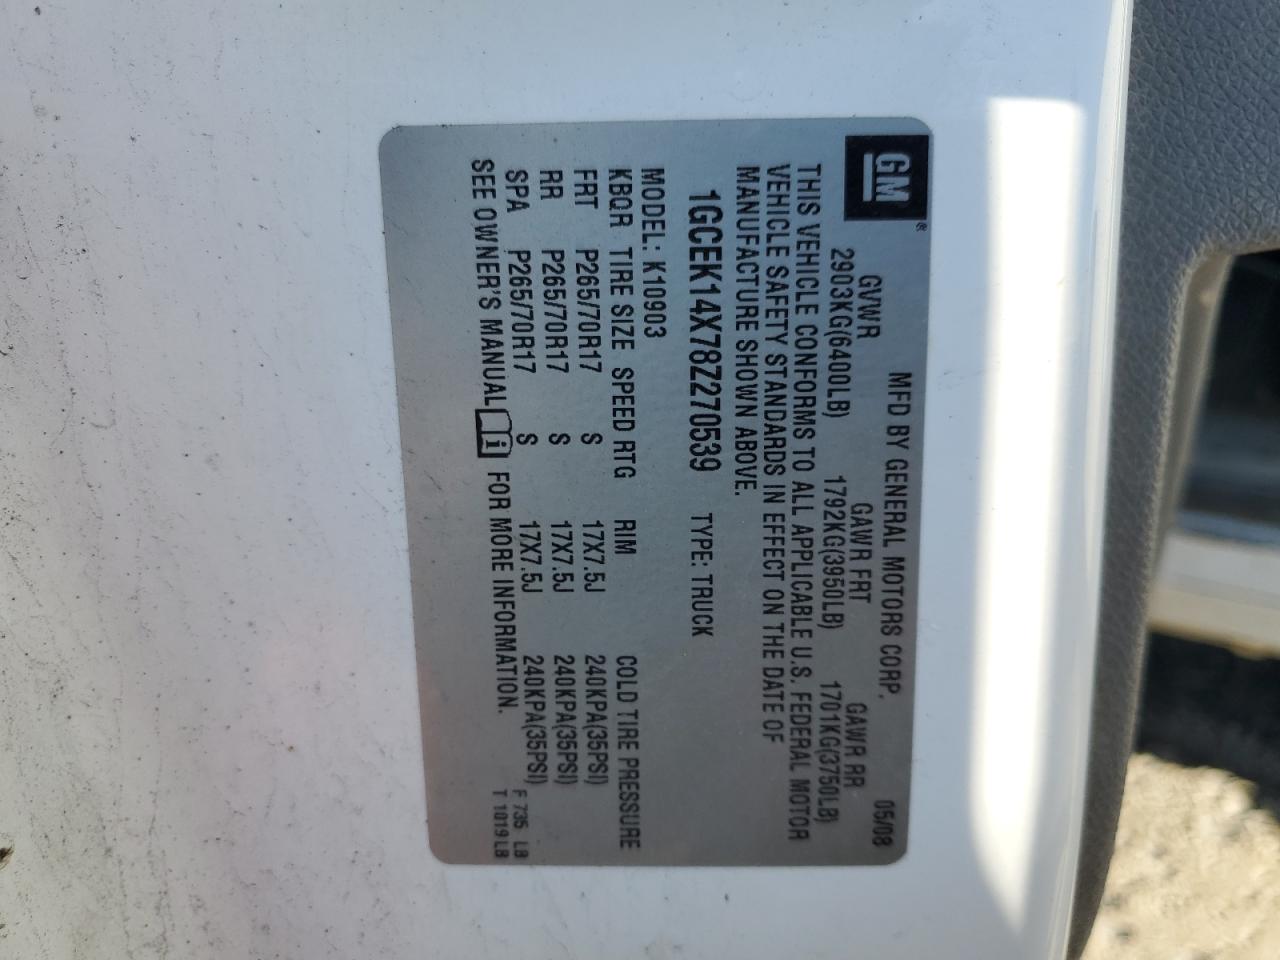 GM®
MFD BY GENERAL MOTORS CORP. 05/08
GVWR GAWR FRT GAWR RR
2903KG(6400LB) 1792KG(3950LB) 1701KG(3750LB)
THIS VEHICLE CONFORMS TO ALL APPLICABLE U.S. FEDERAL MOTOR
VEHICLE SAFETY STANDARDS IN EFFECT ON THE DATE OF
MANUFACTURE SHOWN ABOVE.
1GCEK14X78Z270539 TYPE: TRUCK
MODEL: K10903
KBQR TIRE SIZE SPEED RTG RIM COLD TIRE PRESSURE
FRT P265/70R17 S 17X7.5J 240KPA(35PSI)
RR P265/70R17 S 17X7.5J 240KPA(35PSI)
SPA P265/70R17 S 17X7.5J 240KPA(35PSI)
SEE OWNER'S MANUAL i FOR MORE INFORMATION.
F 735 LB
T 1019 LB